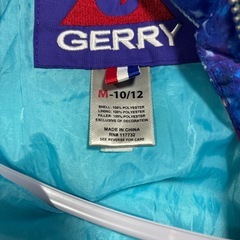 GERRY
M-10/12
SHELL: 100% POLYESTER
LINING: 100% POLYESTER
FILLER: 100% POLYESTER
EXCLUSIVE OF DECORATION
MADE IN CHINA
RN# 117732
SEE REVERSE FOR CARE